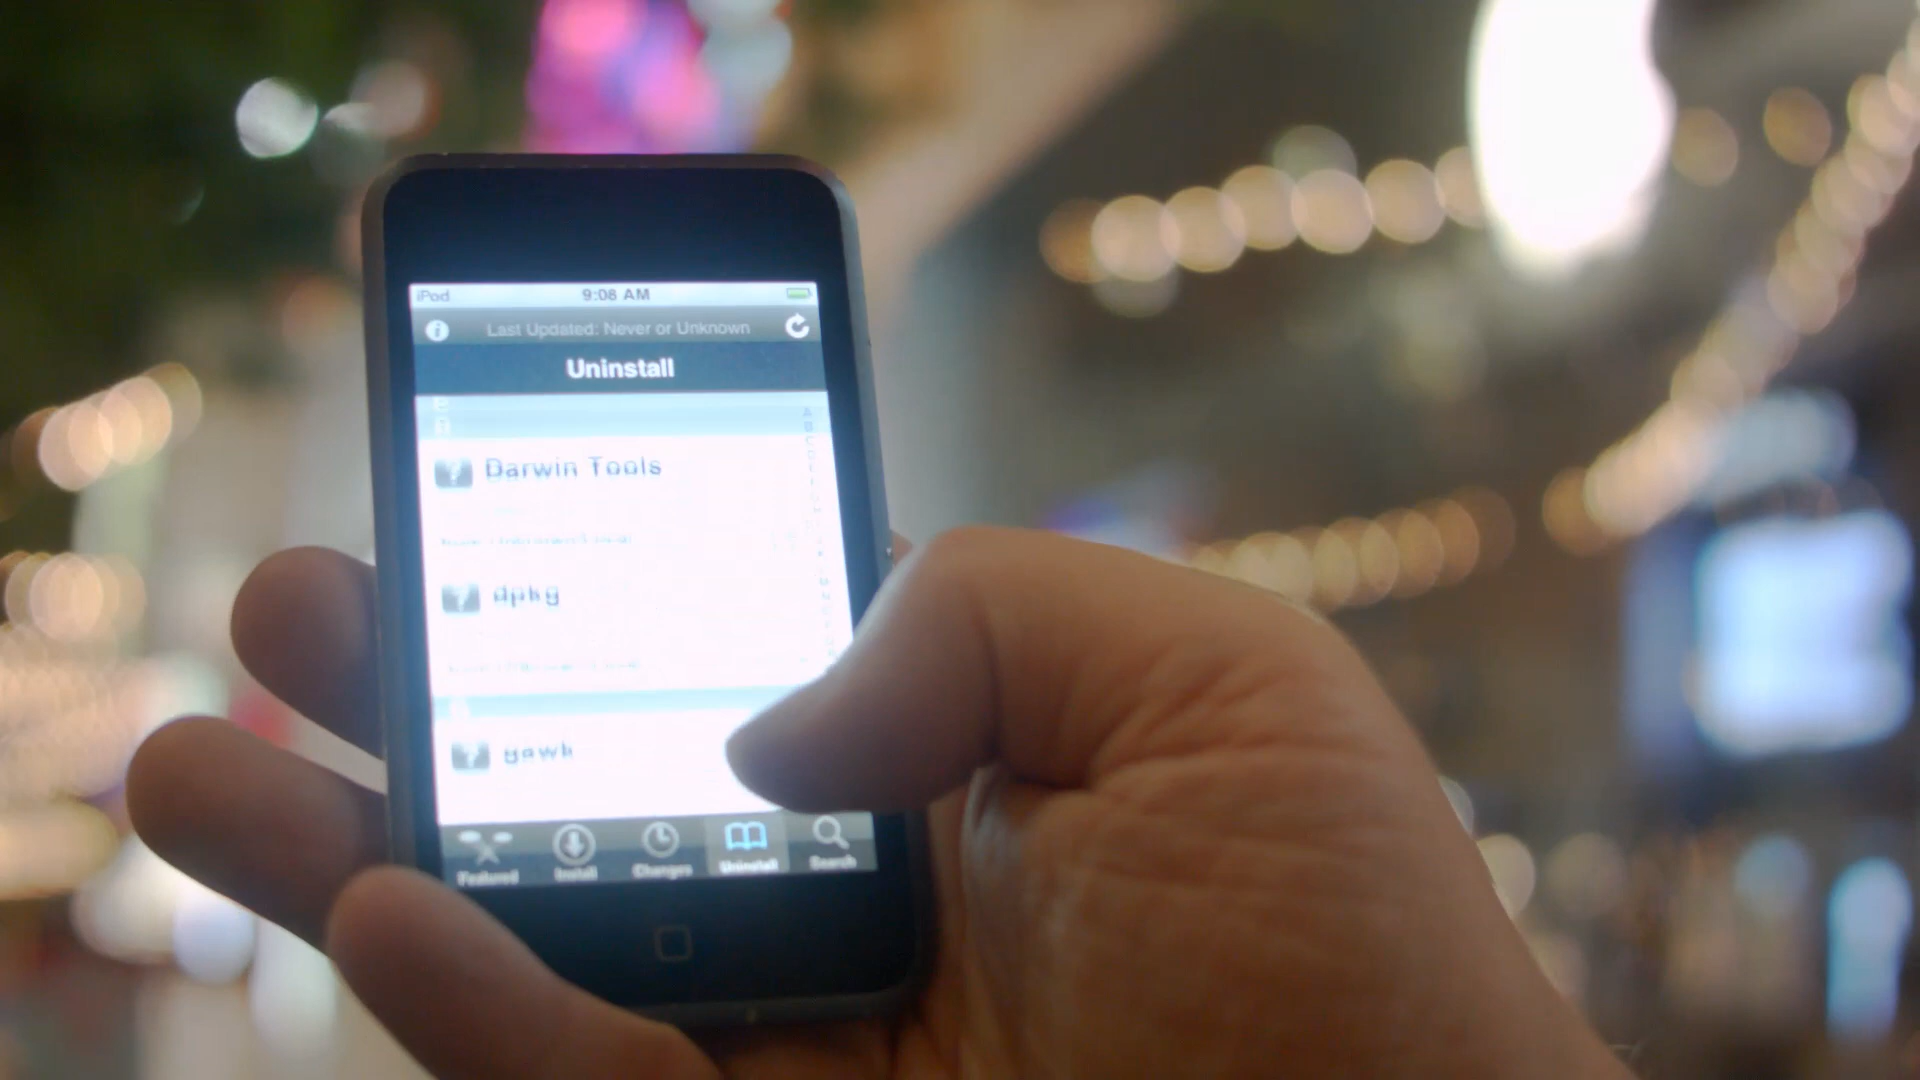 iPod 9:08 AM
Last Updated: Never or Unknown
Uninstall
Darwin Tools
dpkg
gawk
Featured Install Changes Uninstall Search